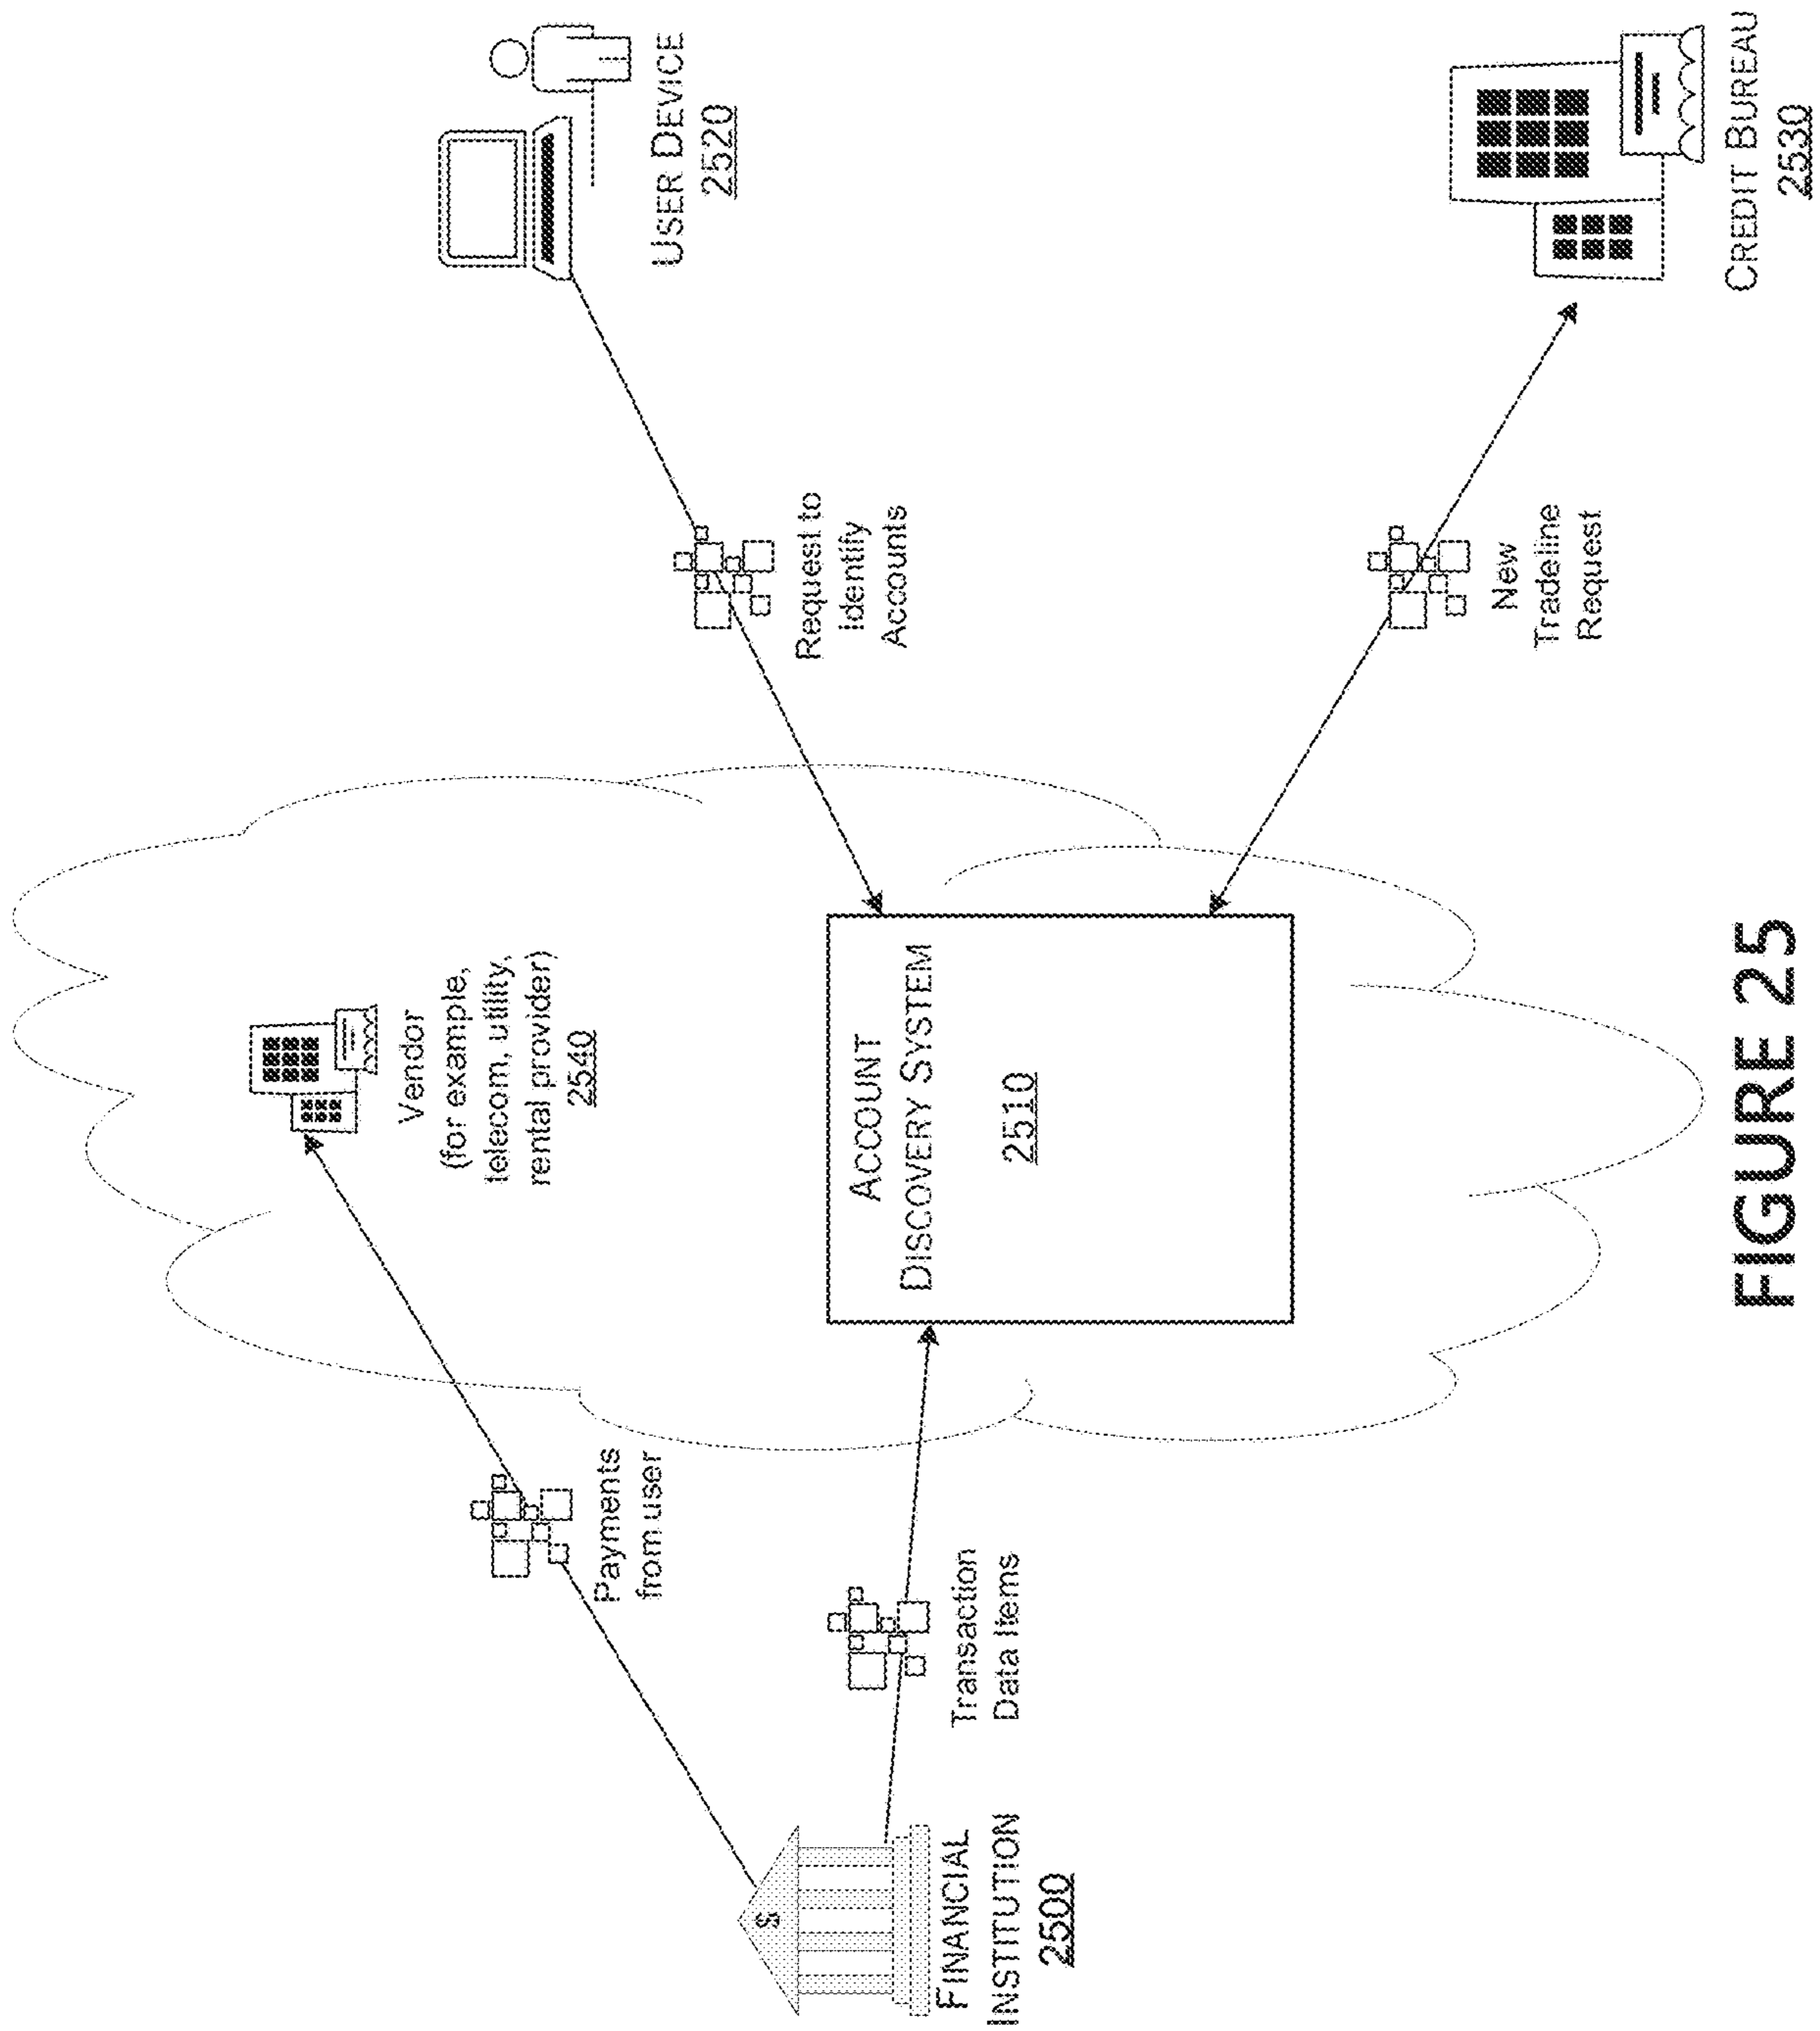 Vendor
(for example,
telecom, utility,
rental provider)
2540
Payments
from user
$
FINANCIAL
INSTITUTION
2500
Transaction
Data Items
ACCOUNT
DISCOVERY SYSTEM
2510
Request to
Identify
Accounts
USER DEVICE
2520
New
Tradeline
Request
CREDIT BUREAU
2530
FIGURE 25